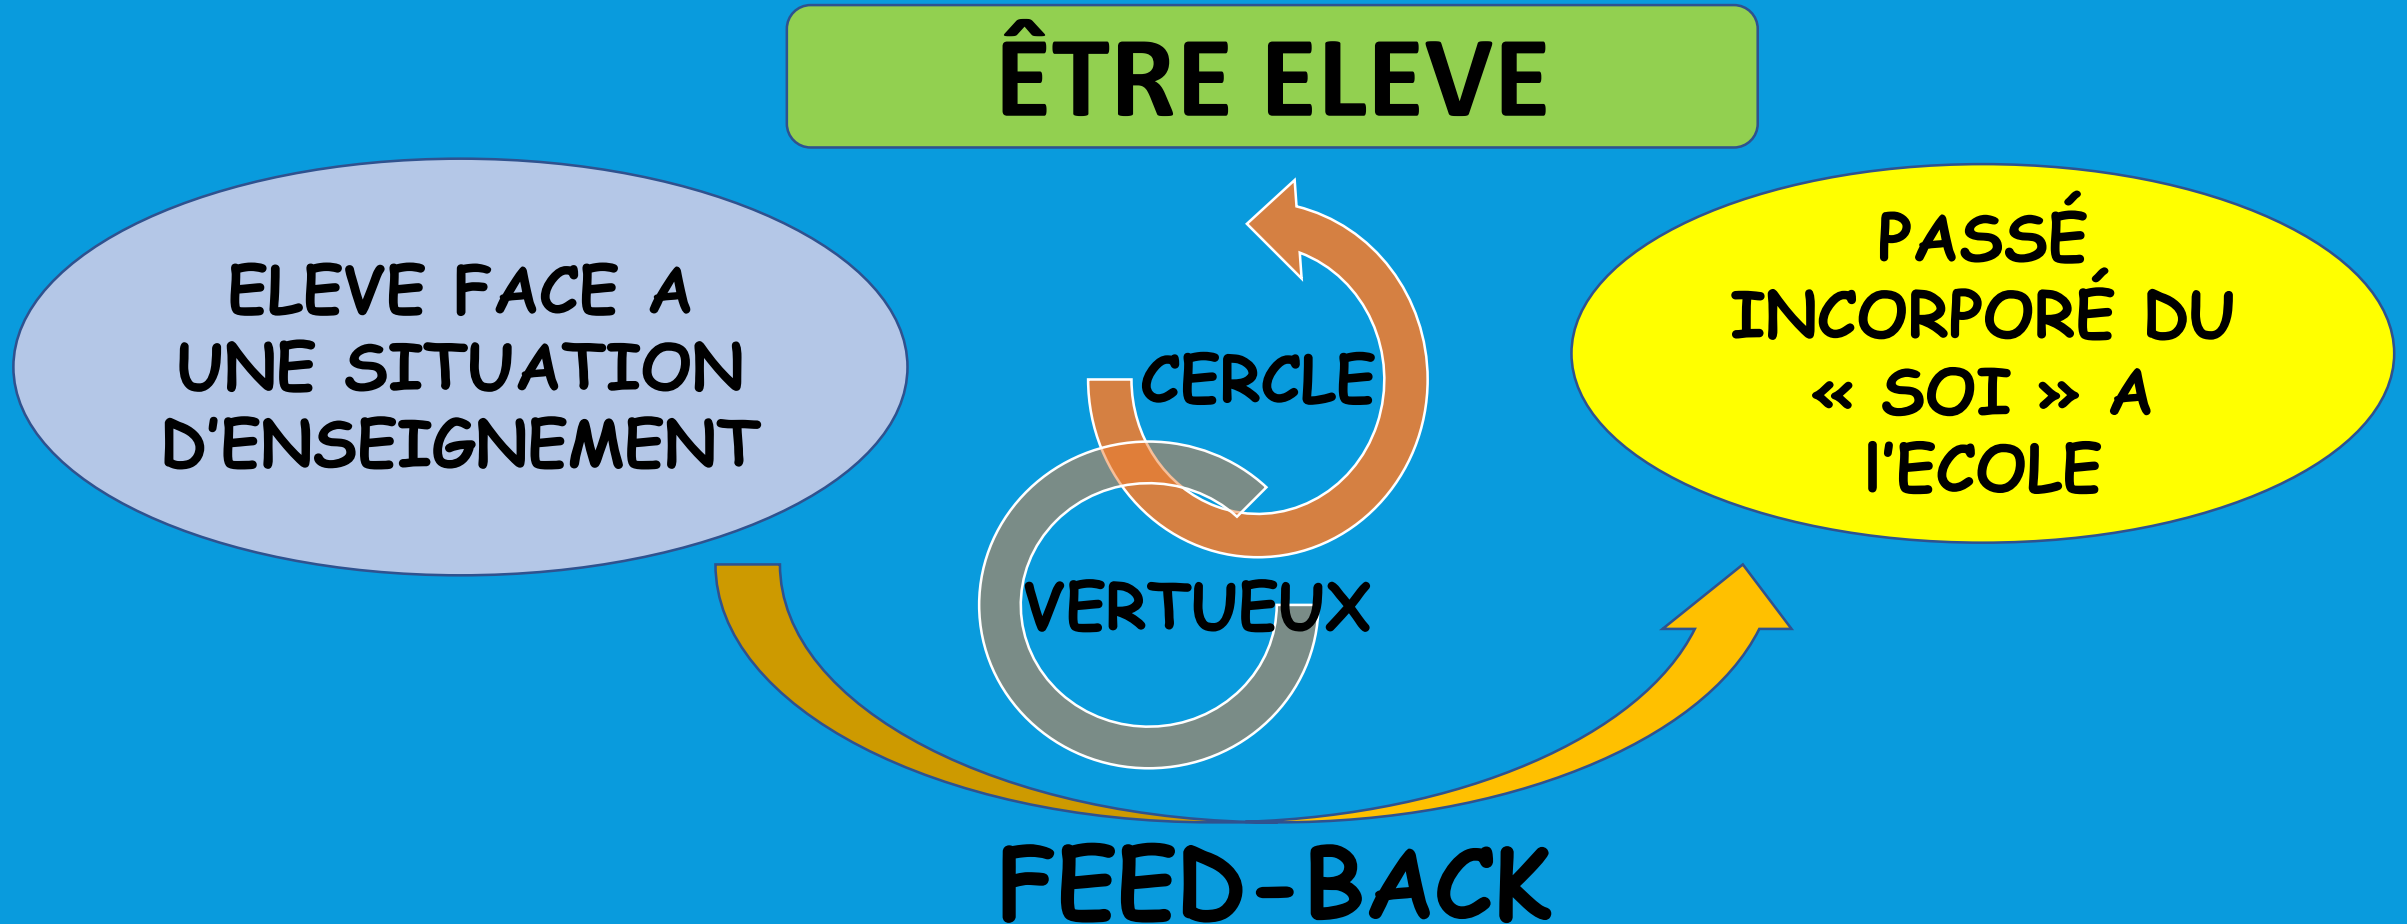 ÊTRE ELEVE
ELEVE FACE A
UNE SITUATION
D'ENSEIGNEMENT
CERCLE
VERTUEUX
PASSÉ
INCORPORÉ DU
« SOI » A
l'ECOLE
FEED-BACK